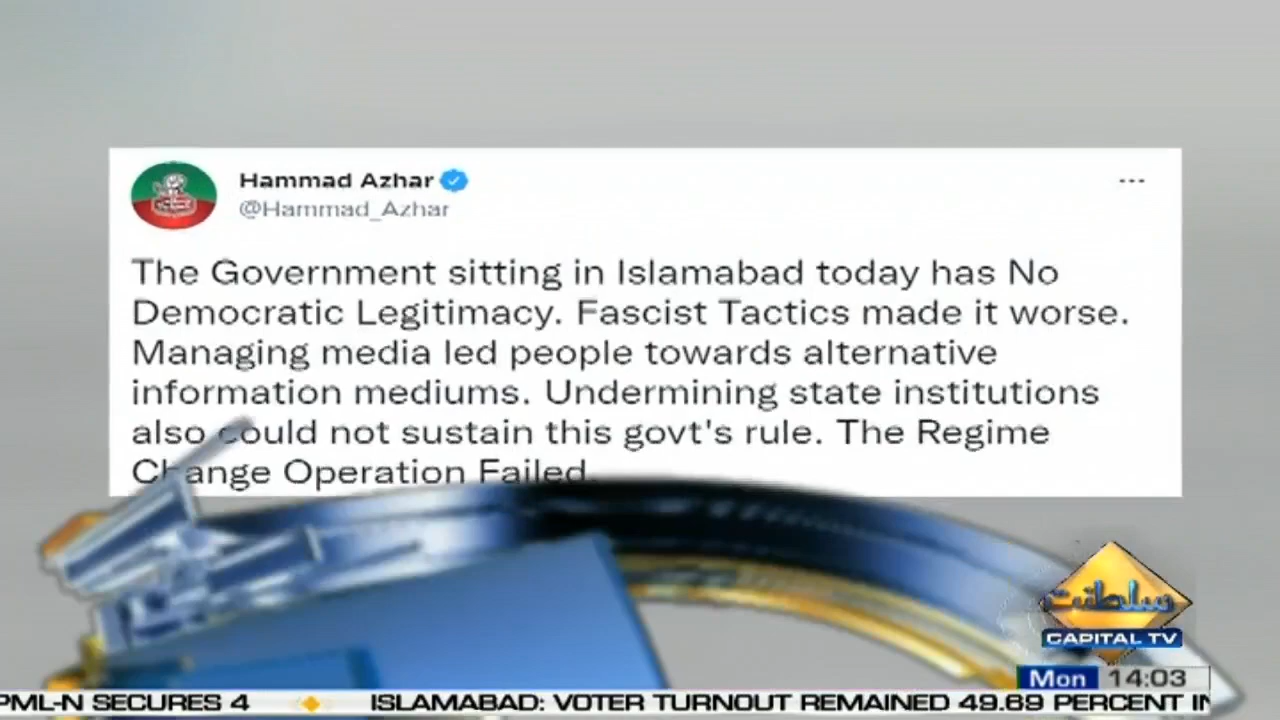 Hammad Azhar
@Hammad_Azhar
The Government sitting in Islamabad today has No
Democratic Legitimacy. Fascist Tactics made it worse.
Managing media led people towards alternative
information mediums. Undermining state institutions
also could not sustain this govt's rule. The Regime
Change Operation Failed.
سلطنت
CAPITAL TV
Mon 14:03
PML-N SECURES 4 ISLAMABAD: VOTER TURNOUT REMAINED 49.69 PERCENT IN